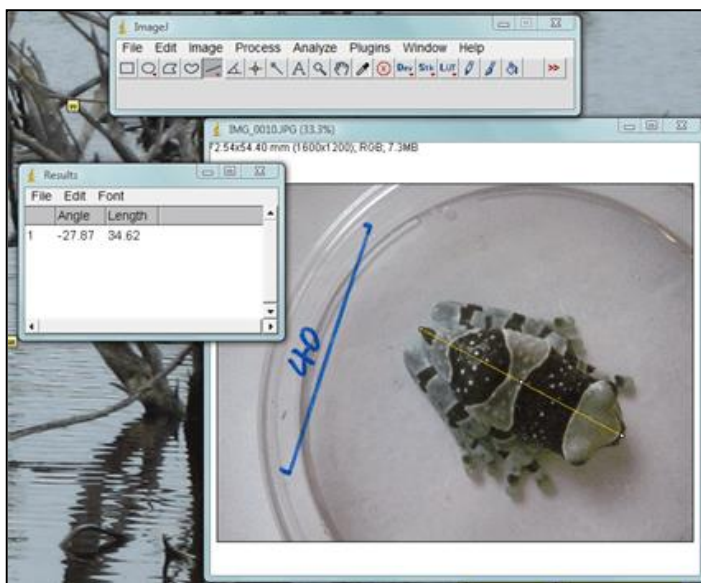 ImageJ
File Edit Image Process Analyze Plugins Window Help
Dev Stk LUT >>
IMG_0010.JPG (33.3%)
72.54x54.40 mm (1600x1200); RGB; 7.3MB
Results
File Edit Font
Angle Length
1 -27.87 34.62
40